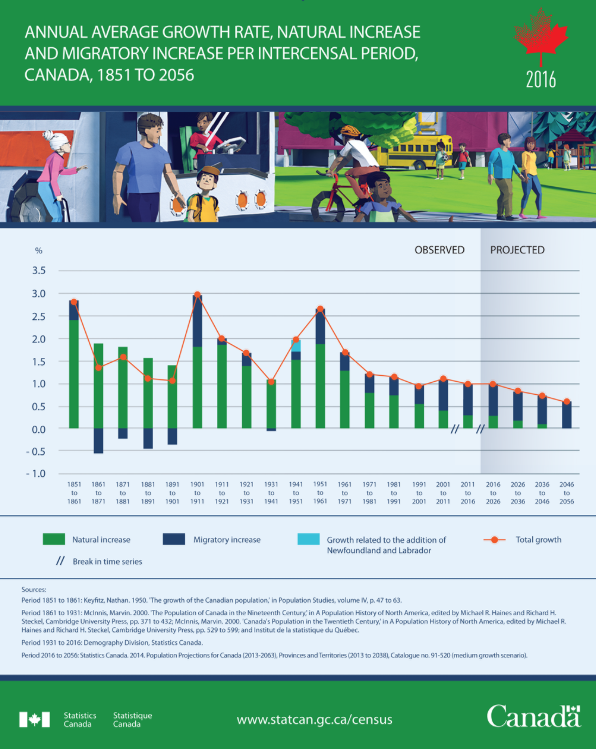 ANNUAL AVERAGE GROWTH RATE, NATURAL INCREASE
AND MIGRATORY INCREASE PER INTERCENSAL PERIOD,
CANADA, 1851 TO 2056
2016
%
OBSERVED PROJECTED
3.5
3.0
2.5
2.0
1.5
1.0
0.5
0.0
- 0.5
- 1.0
1851 1861 1871 1881 1891 1901 1911 1921 1931 1941 1951 1961 1971 1981 1991 2001 2011 2016 2026 2036 2046
to to to to to to to to to to to to to to to to to to to to to
1861 1871 1881 1891 1901 1911 1921 1931 1941 1951 1961 1971 1981 1991 2001 2011 2016 2026 2036 2046 2056
Natural increase Migratory increase Growth related to the addition of Total growth
Newfoundland and Labrador
// Break in time series
Sources:
Period 1851 to 1861: Keyfitz, Nathan. 1950. 'The growth of the Canadian population,' in Population Studies, volume IV, p. 47 to 63.
Period 1861 to 1931: McInnis, Marvin. 2000. 'The Population of Canada in the Nineteenth Century,' in A Population History of North America, edited by Michael R. Haines and Richard H.
Steckel, Cambridge University Press, pp. 371 to 432; McInnis, Marvin. 2000. 'Canada's Population in the Twentieth Century,' in A Population History of North America, edited by Michael R.
Haines and Richard H. Steckel, Cambridge University Press, pp. 529 to 599; and Institut de la statistique du Québec.
Period 1931 to 2016: Demography Division, Statistics Canada.
Period 2016 to 2056: Statistics Canada. 2014. Population Projections for Canada (2013-2063), Provinces and Territories (2013 to 2038), Catalogue no. 91-520 (medium growth scenario).
Statistics Statistique
Canada Canada
www.statcan.gc.ca/census
Canada